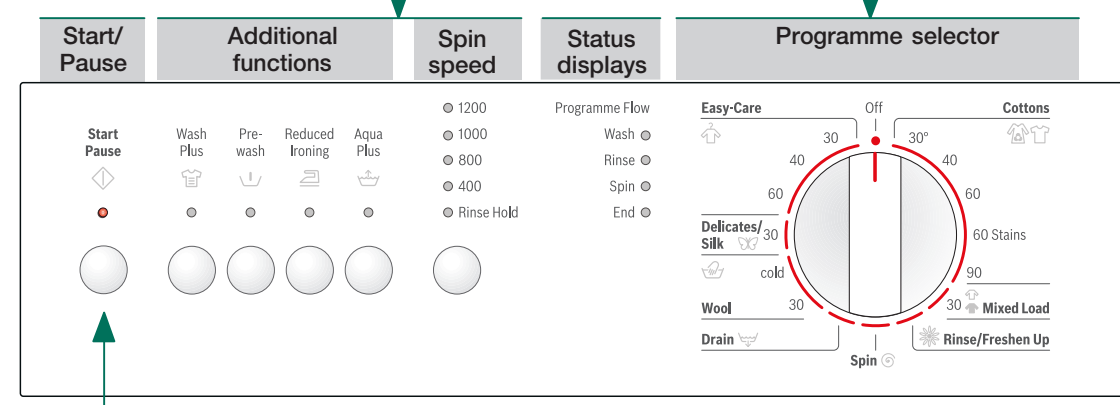 Start/
Pause
Additional
functions
Spin
speed
Status
displays
Programme selector
Start
Pause
Wash
Plus
Pre-
wash
Reduced
Ironing
Aqua
Plus
1200
1000
800
400
Rinse Hold
Programme Flow
Wash
Rinse
Spin
End
Off
Easy-Care
30
40
60
Delicates/
Silk
30
cold
Wool
30
Drain
Spin
Cottons
30°
40
60
60 Stains
90
30 Mixed Load
Rinse/Freshen Up